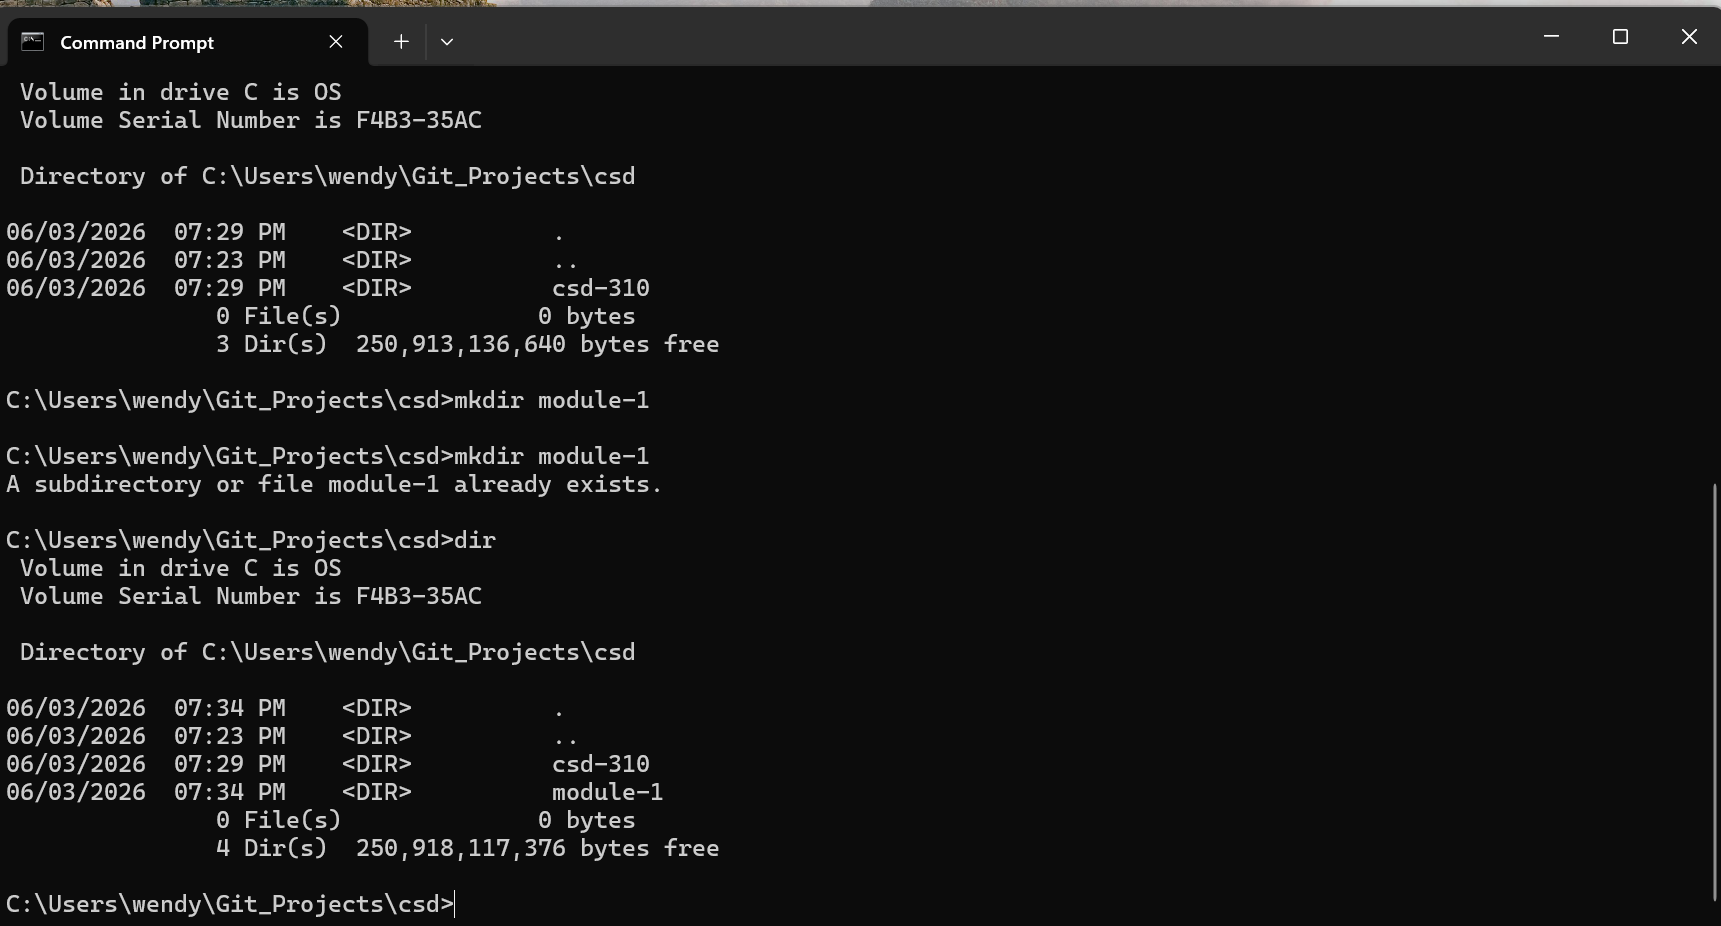 Command Prompt
 Volume in drive C is OS
 Volume Serial Number is F4B3-35AC

 Directory of C:\Users\wendy\Git_Projects\csd

06/03/2026  07:29 PM    <DIR>          .
06/03/2026  07:23 PM    <DIR>          ..
06/03/2026  07:29 PM    <DIR>          csd-310
               0 File(s)              0 bytes
               3 Dir(s)  250,913,136,640 bytes free

C:\Users\wendy\Git_Projects\csd>mkdir module-1

C:\Users\wendy\Git_Projects\csd>mkdir module-1
A subdirectory or file module-1 already exists.

C:\Users\wendy\Git_Projects\csd>dir
 Volume in drive C is OS
 Volume Serial Number is F4B3-35AC

 Directory of C:\Users\wendy\Git_Projects\csd

06/03/2026  07:34 PM    <DIR>          .
06/03/2026  07:23 PM    <DIR>          ..
06/03/2026  07:29 PM    <DIR>          csd-310
06/03/2026  07:34 PM    <DIR>          module-1
               0 File(s)              0 bytes
               4 Dir(s)  250,918,117,376 bytes free

C:\Users\wendy\Git_Projects\csd>